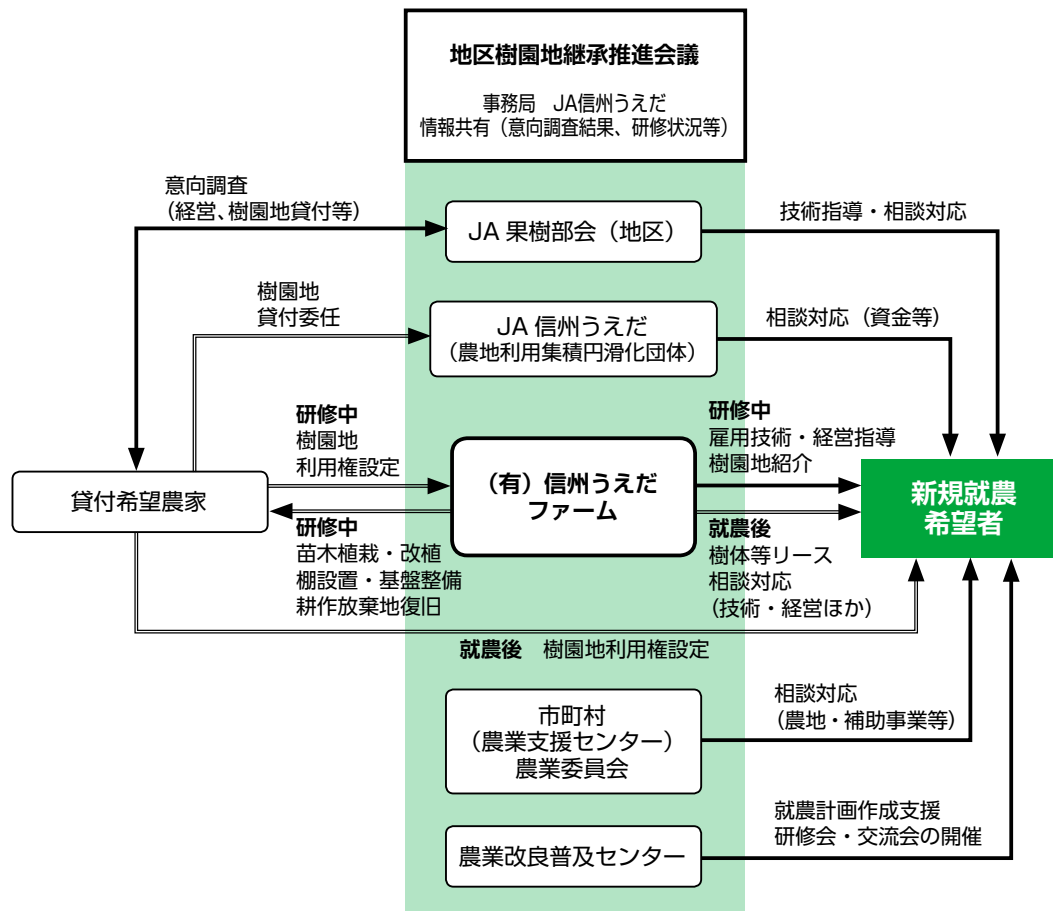 地区樹園地継承推進会議
事務局　JA信州うえだ
情報共有（意向調査結果、研修状況等）
意向調査
（経営、樹園地貸付等）
JA 果樹部会（地区）
技術指導・相談対応
樹園地
貸付委任
JA 信州うえだ
（農地利用集積円滑化団体）
相談対応（資金等）
研修中
樹園地
利用権設定
研修中
雇用技術・経営指導
樹園地紹介
貸付希望農家
（有）信州うえだ
ファーム
新規就農
希望者
研修中
苗木植栽・改植
棚設置・基盤整備
耕作放棄地復旧
就農後
樹体等リース
相談対応
（技術・経営ほか）
就農後　樹園地利用権設定
市町村
（農業支援センター）
農業委員会
相談対応
（農地・補助事業等）
農業改良普及センター
就農計画作成支援
研修会・交流会の開催